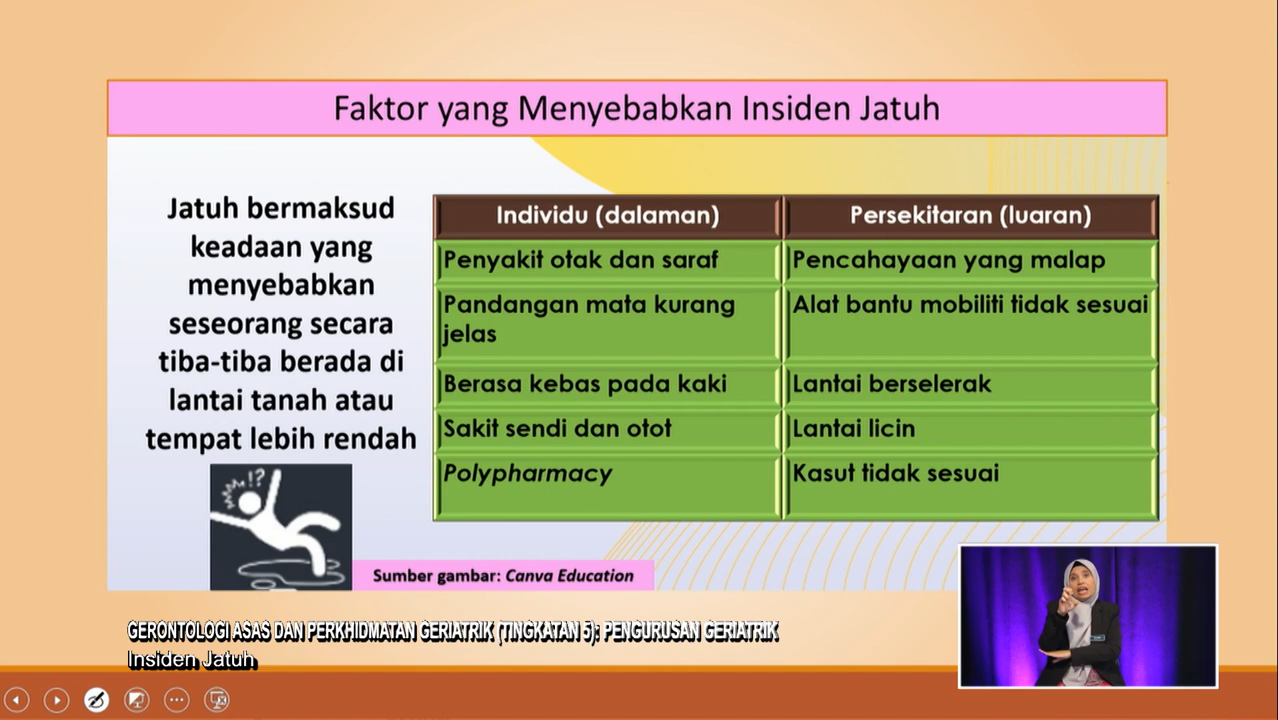 Faktor yang Menyebabkan Insiden Jatuh
Jatuh bermaksud
keadaan yang
menyebabkan
seseorang secara
tiba-tiba berada di
lantai tanah atau
tempat lebih rendah
Individu (dalaman)
Persekitaran (luaran)
Penyakit otak dan saraf
Pencahayaan yang malap
Pandangan mata kurang
jelas
Alat bantu mobiliti tidak sesuai
Berasa kebas pada kaki
Lantai berselerak
Sakit sendi dan otot
Lantai licin
Polypharmacy
Kasut tidak sesuai
!?
Sumber gambar: Canva Education
GERONTOLOGI ASAS DAN PERKHIDMATAN GERIATRIK (TINGKATAN 5): PENGURUSAN GERIATRIK
Insiden Jatuh